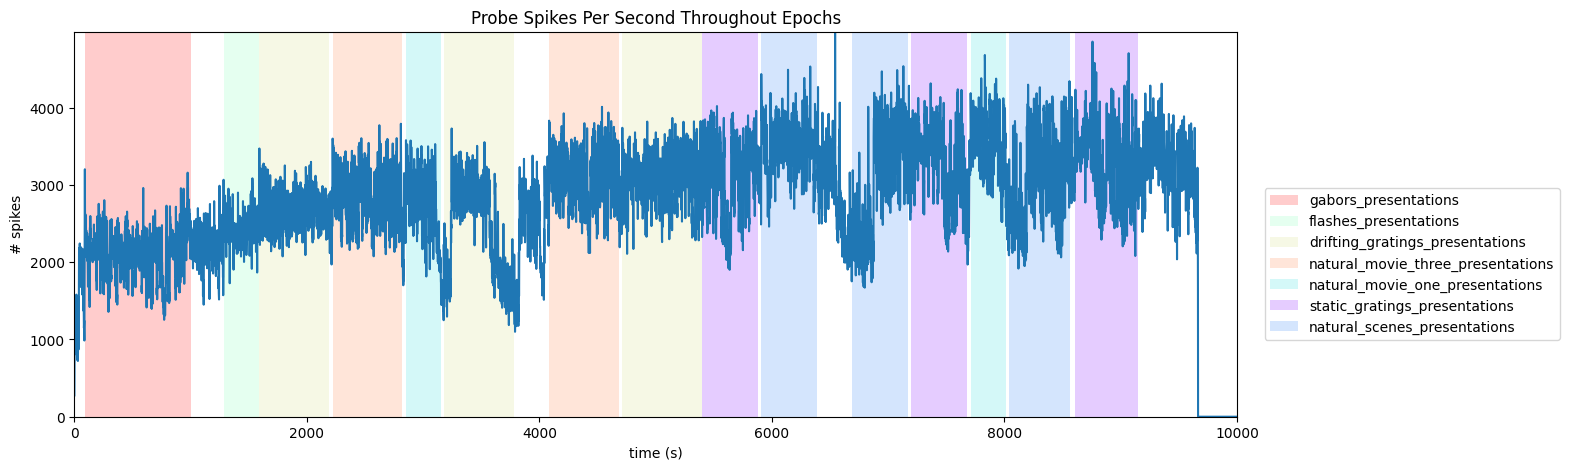 Probe Spikes Per Second Throughout Epochs
# spikes
4000
3000
2000
1000
0
0
2000
4000
6000
8000
10000
time (s)
gabors_presentations
flashes_presentations
drifting_gratings_presentations
natural_movie_three_presentations
natural_movie_one_presentations
static_gratings_presentations
natural_scenes_presentations